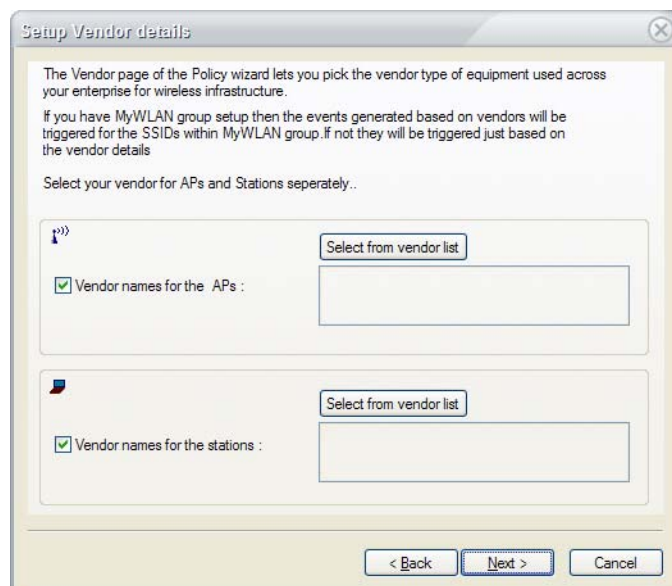 Setup Vendor details
The Vendor page of the Policy wizard lets you pick the vendor type of equipment used across
your enterprise for wireless infrastructure.
If you have MyWLAN group setup then the events generated based on vendors will be
triggered for the SSIDs within MyWLAN group.If not they will be triggered just based on
the vendor details
Select your vendor for APs and Stations seperately..
Select from vendor list
Vendor names for the APs :
Select from vendor list
Vendor names for the stations :
< Back
Next >
Cancel